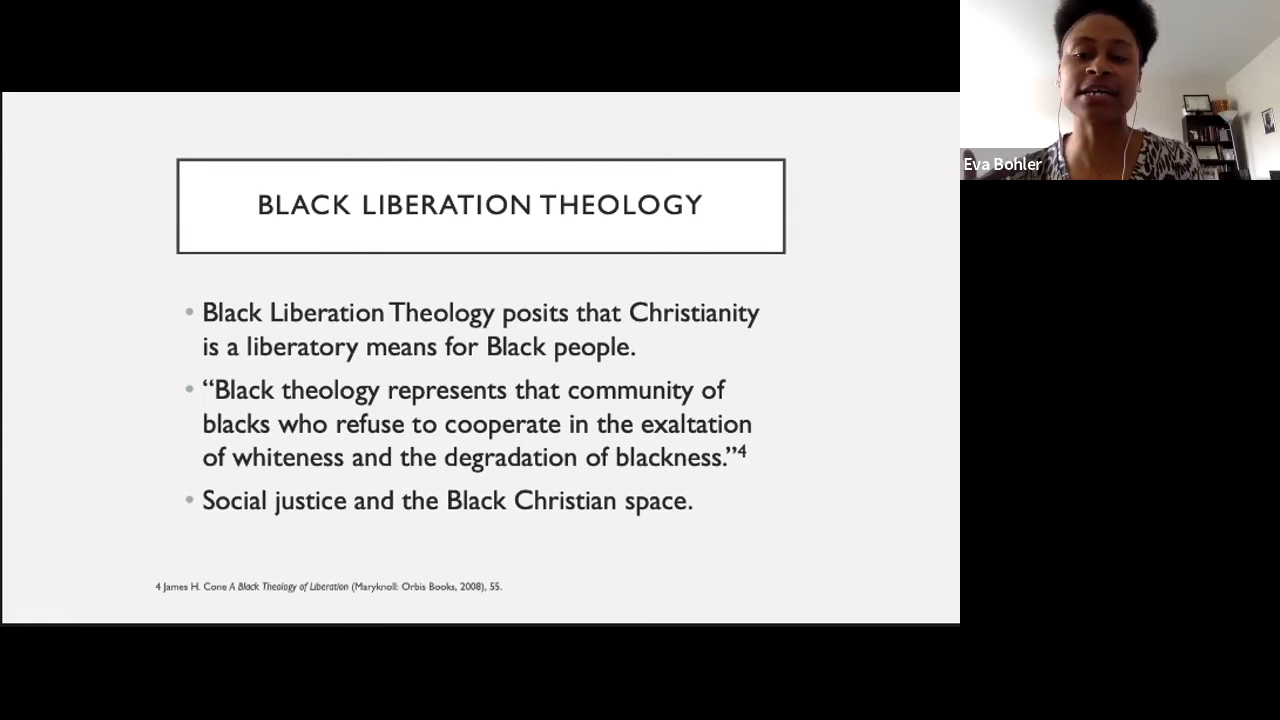 BLACK LIBERATION THEOLOGY
• Black Liberation Theology posits that Christianity
is a liberatory means for Black people.
• “Black theology represents that community of
blacks who refuse to cooperate in the exaltation
of whiteness and the degradation of blackness.”4
• Social justice and the Black Christian space.
4 James H. Cone A Black Theology of Liberation (Maryknoll: Orbis Books, 2008), 55.
Eva Bohler